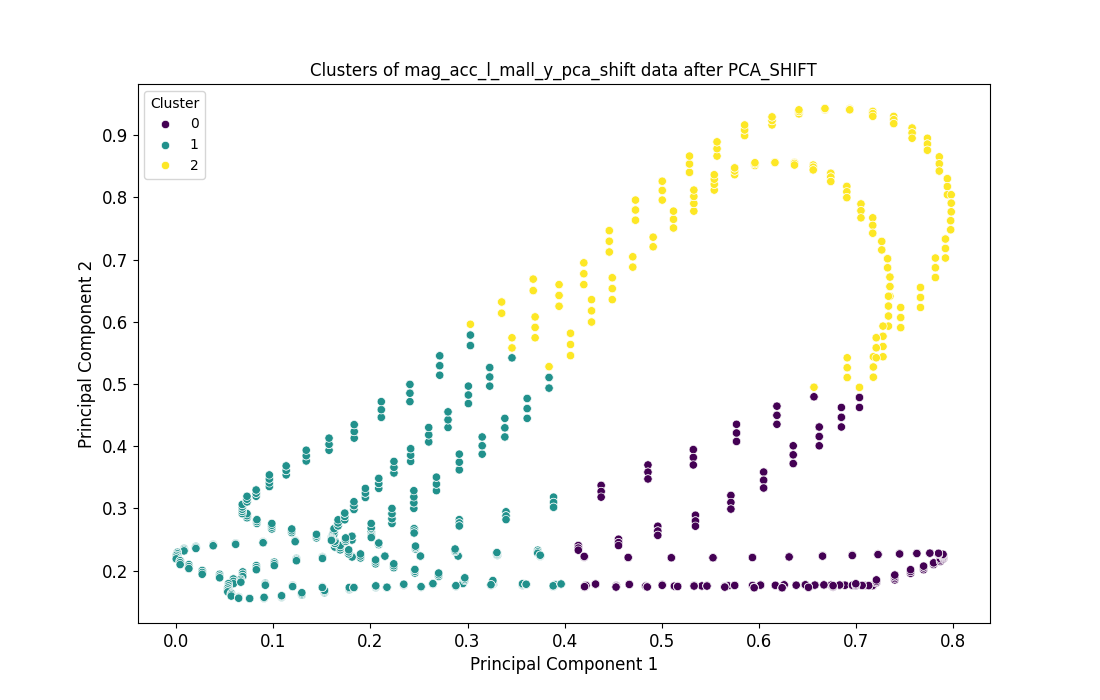 Clusters of mag_acc_l_mall_y_pca_shift data after PCA_SHIFT
Cluster
0
1
2
Principal Component 2
0.9
0.8
0.7
0.6
0.5
0.4
0.3
0.2
0.0 0.1 0.2 0.3 0.4 0.5 0.6 0.7 0.8
Principal Component 1